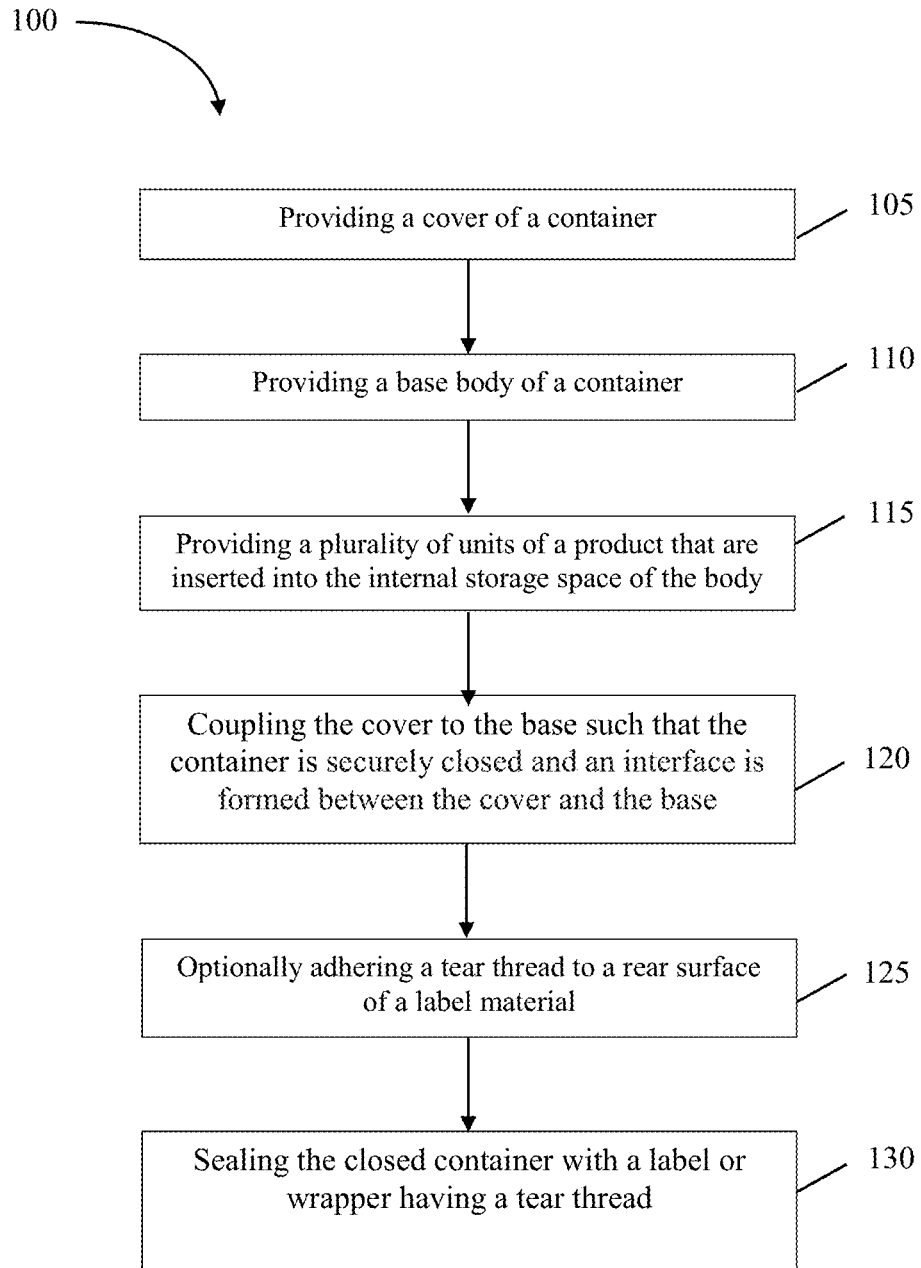 100
Providing a cover of a container
105
Providing a base body of a container
110
Providing a plurality of units of a product that are
inserted into the internal storage space of the body
115
Coupling the cover to the base such that the
container is securely closed and an interface is
formed between the cover and the base
120
Optionally adhering a tear thread to a rear surface
of a label material
125
Sealing the closed container with a label or
wrapper having a tear thread
130